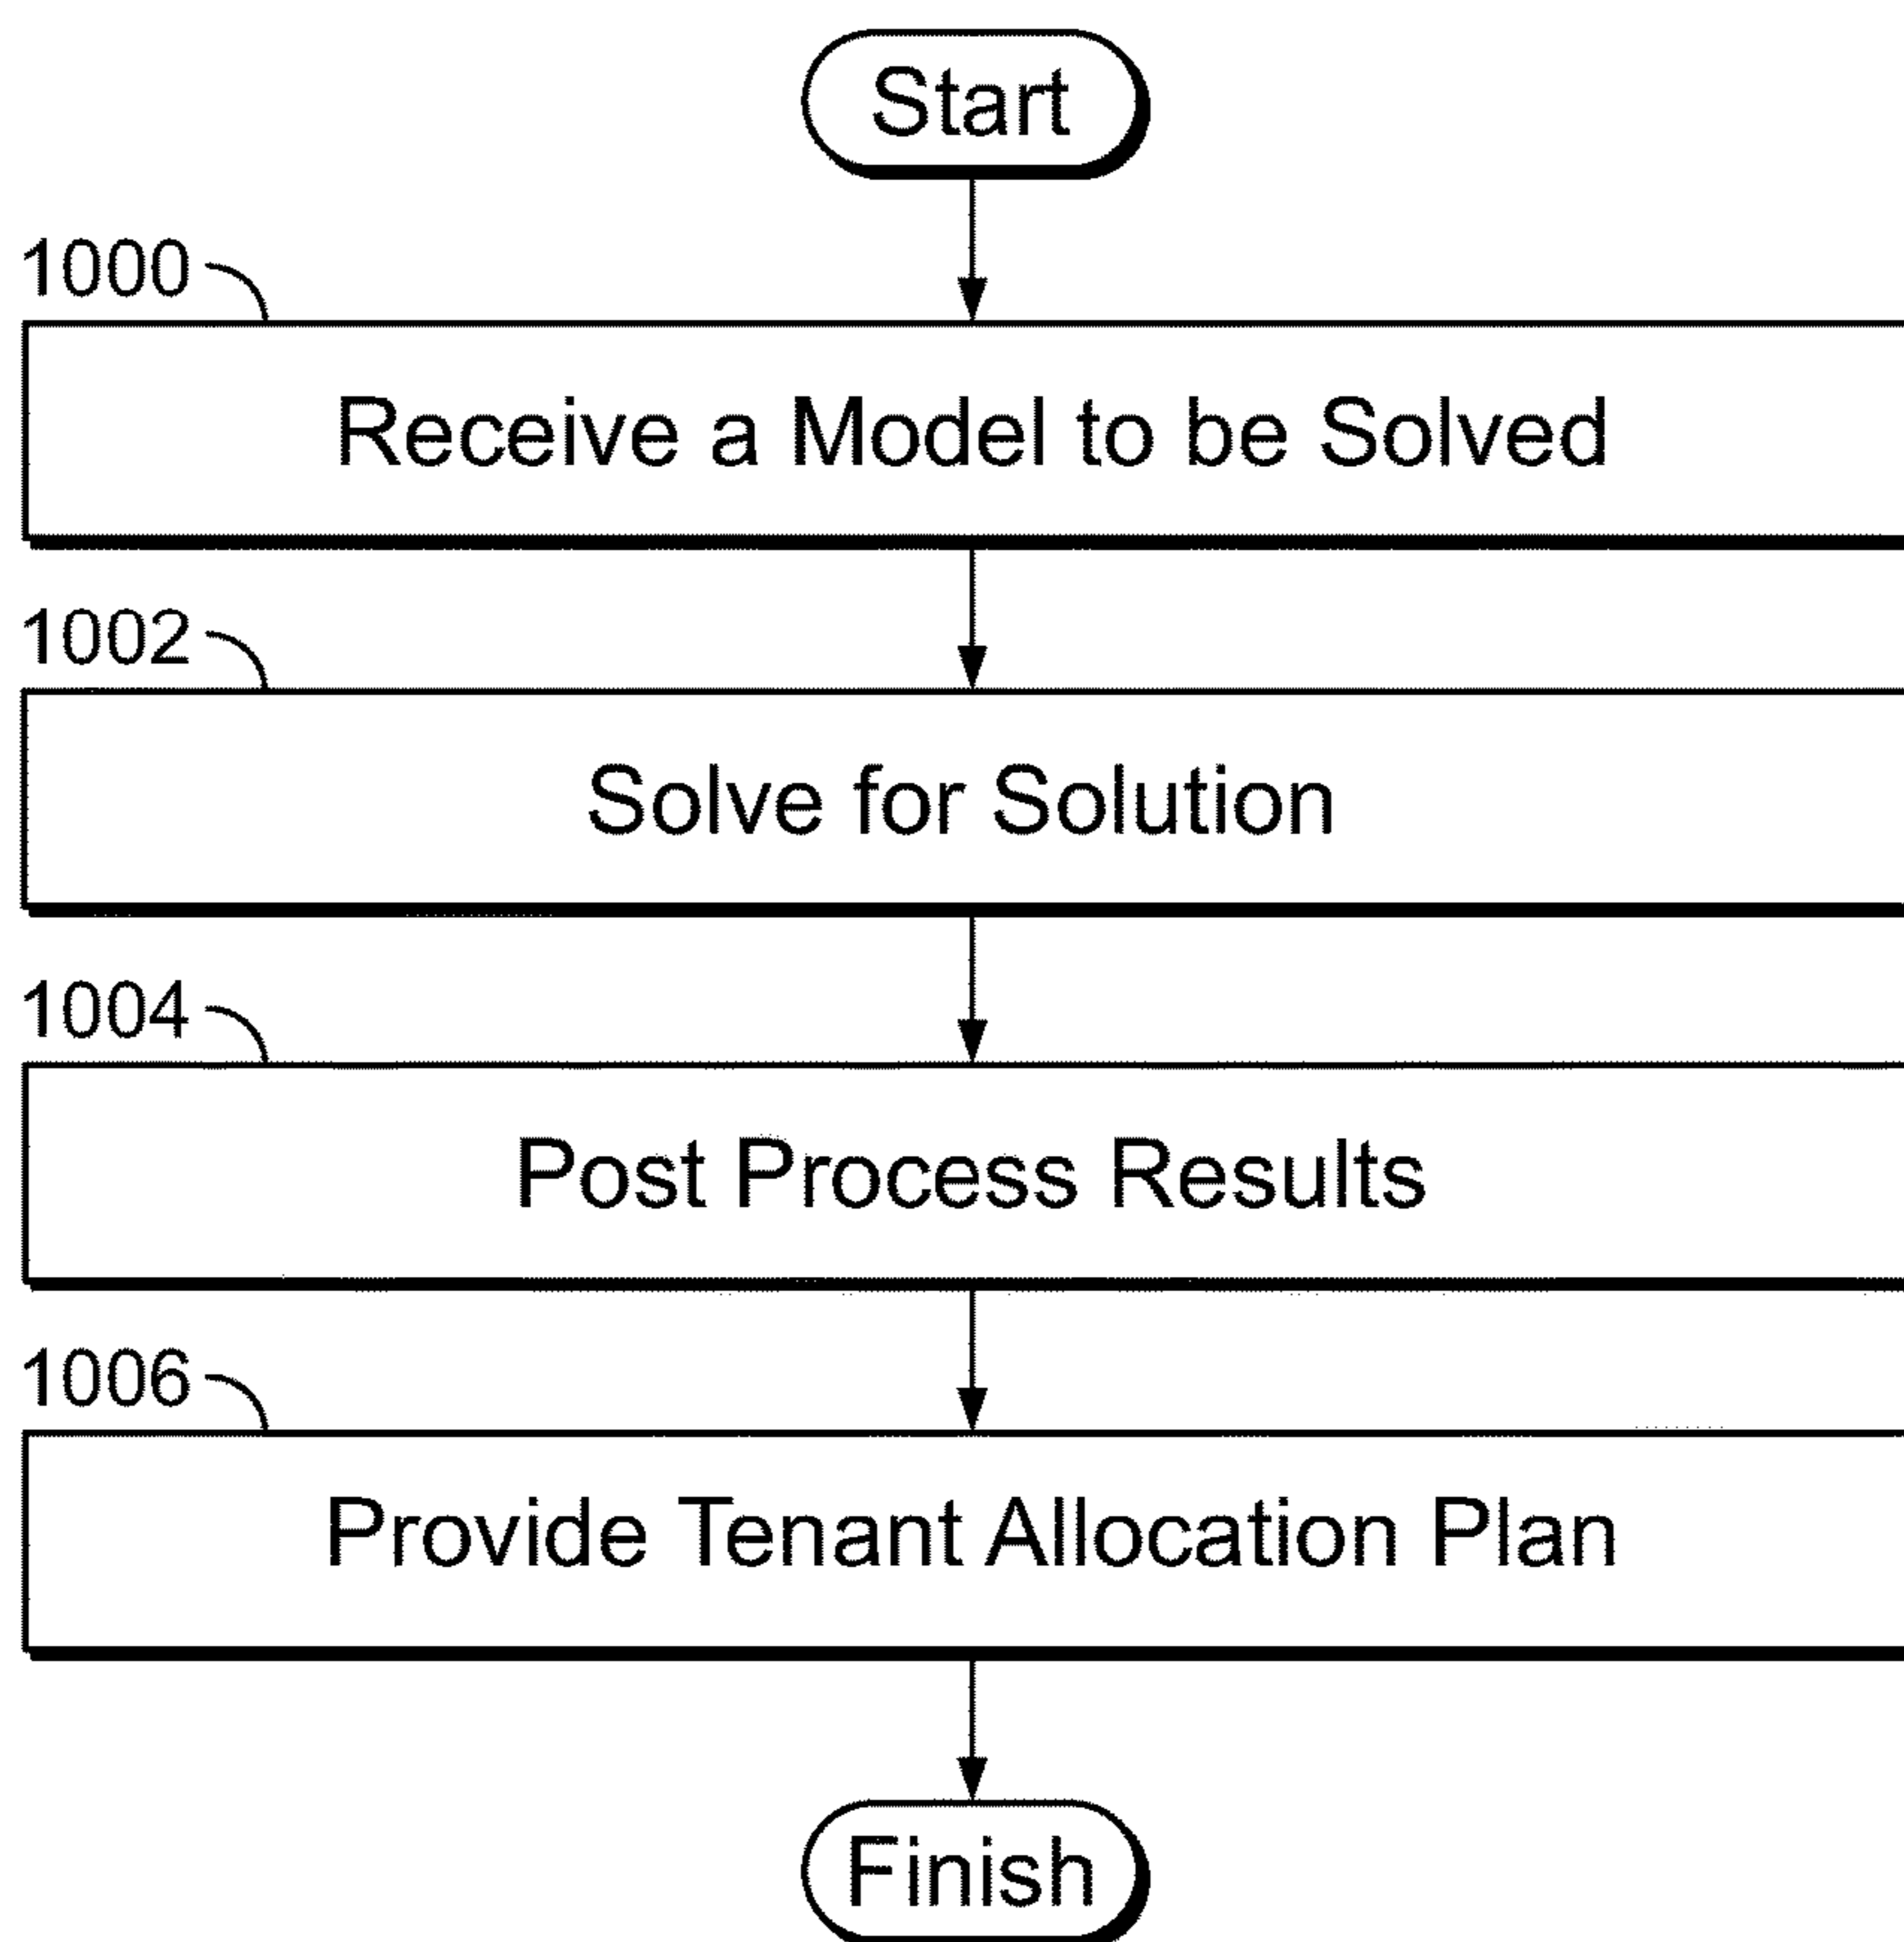 Start
1000
Receive a Model to be Solved
1002
Solve for Solution
1004
Post Process Results
1006
Provide Tenant Allocation Plan
Finish